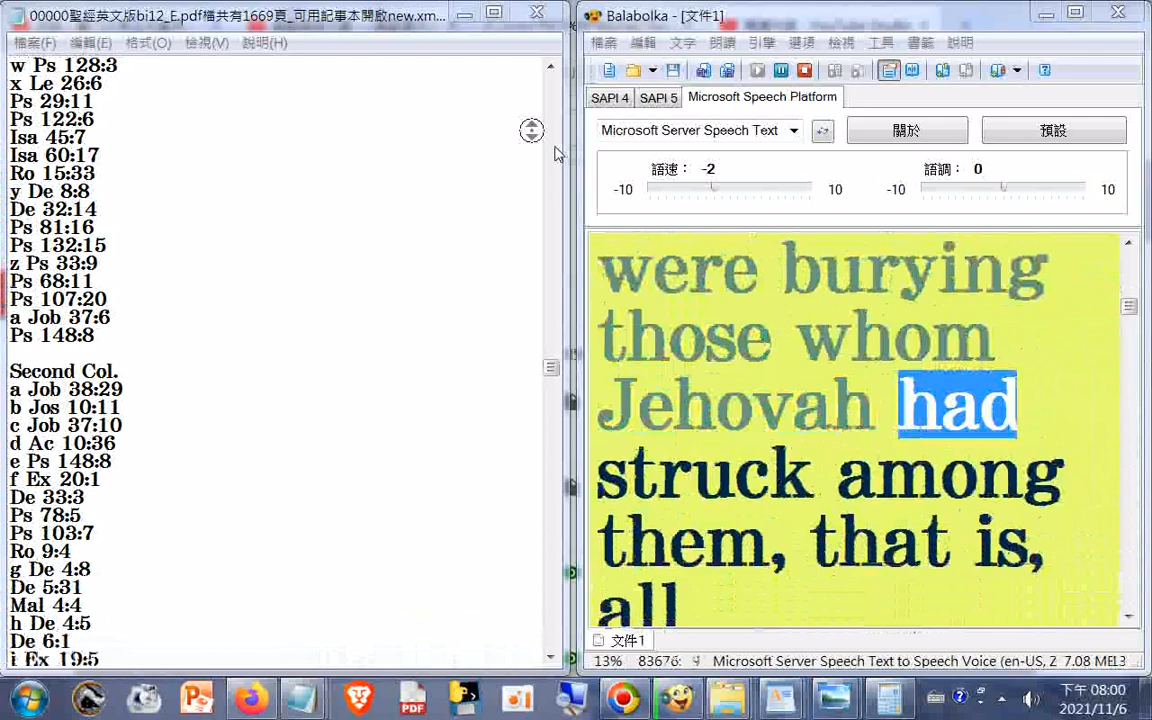 00000聖經英文版bi12_E.pdf檔共有1669頁_可用記事本開啟new.xm...
檔案(F) 編輯(E) 格式(O) 檢視(V) 說明(H)
w Ps 128:3
x Le 26:6
Ps 29:11
Ps 122:6
Isa 45:7
Isa 60:17
Ro 15:33
y De 8:8
De 32:14
Ps 81:16
Ps 132:15
z Ps 33:9
Ps 68:11
Ps 107:20
a Job 37:6
Ps 148:8
Second Col.
a Job 38:29
b Jos 10:11
c Job 37:10
d Ac 10:36
e Ps 148:8
f Ex 20:1
De 33:3
Ps 78:5
Ps 103:7
Ro 9:4
g De 4:8
De 5:31
Mal 4:4
h De 4:5
De 6:1
i Ex 19:5
Balabolka - [文件1]
檔案 編輯 文字 朗讀 引擎 選項 檢視 工具 書籤 說明
SAPI 4 SAPI 5 Microsoft Speech Platform
Microsoft Server Speech Text 關於 預設
語速： -2 語調： 0
-10 10 -10 10
were burying
those whom
Jehovah had
struck among
them, that is,
all
文件1
13% Microsoft Server Speech Text to Speech Voice (en-US, Z 7.08 ME
PDF
下午 08:00
2021/11/6